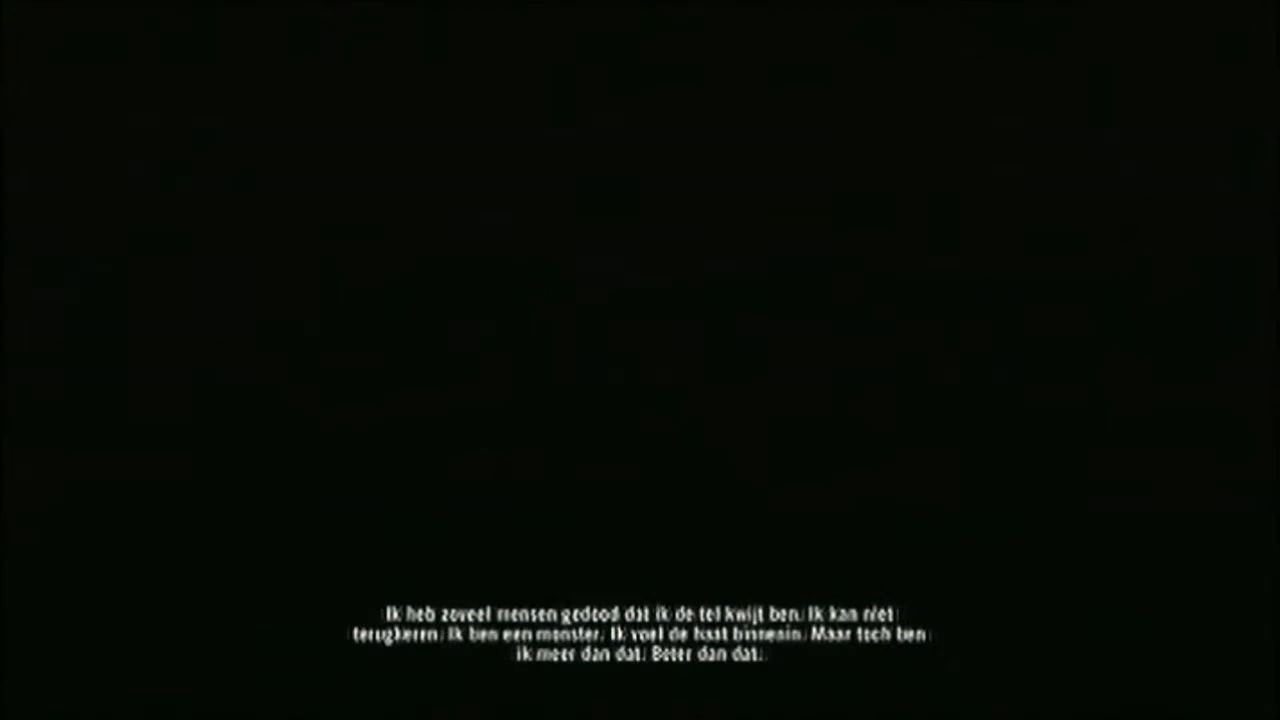 Ik heb zoveel mensen gedood dat ik de tel kwijt ben. Ik kan niet
terugkeren. Ik ben een monster. Ik voel de haat binnenin. Maar toch ben
ik meer dan dat. Beter dan dat.